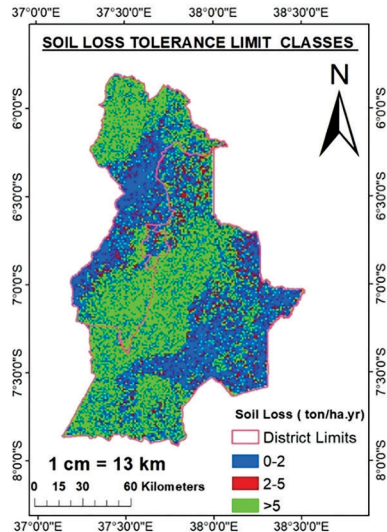 37°0'0"E 37°30'0"E 38°0'0"E 38°30'0"E
SOIL LOSS TOLERANCE LIMIT CLASSES
N
6°0'0"S
6°0'0"S
6°30'0"S
6°30'0"S
7°0'0"S
7°0'0"S
7°30'0"S
7°30'0"S
8°0'0"S
8°0'0"S
Soil Loss ( ton/ha.yr)
District Limits
0-2
2-5
>5
1 cm = 13 km
0 15 30 60 Kilometers
37°0'0"E 37°30'0"E 38°0'0"E 38°30'0"E